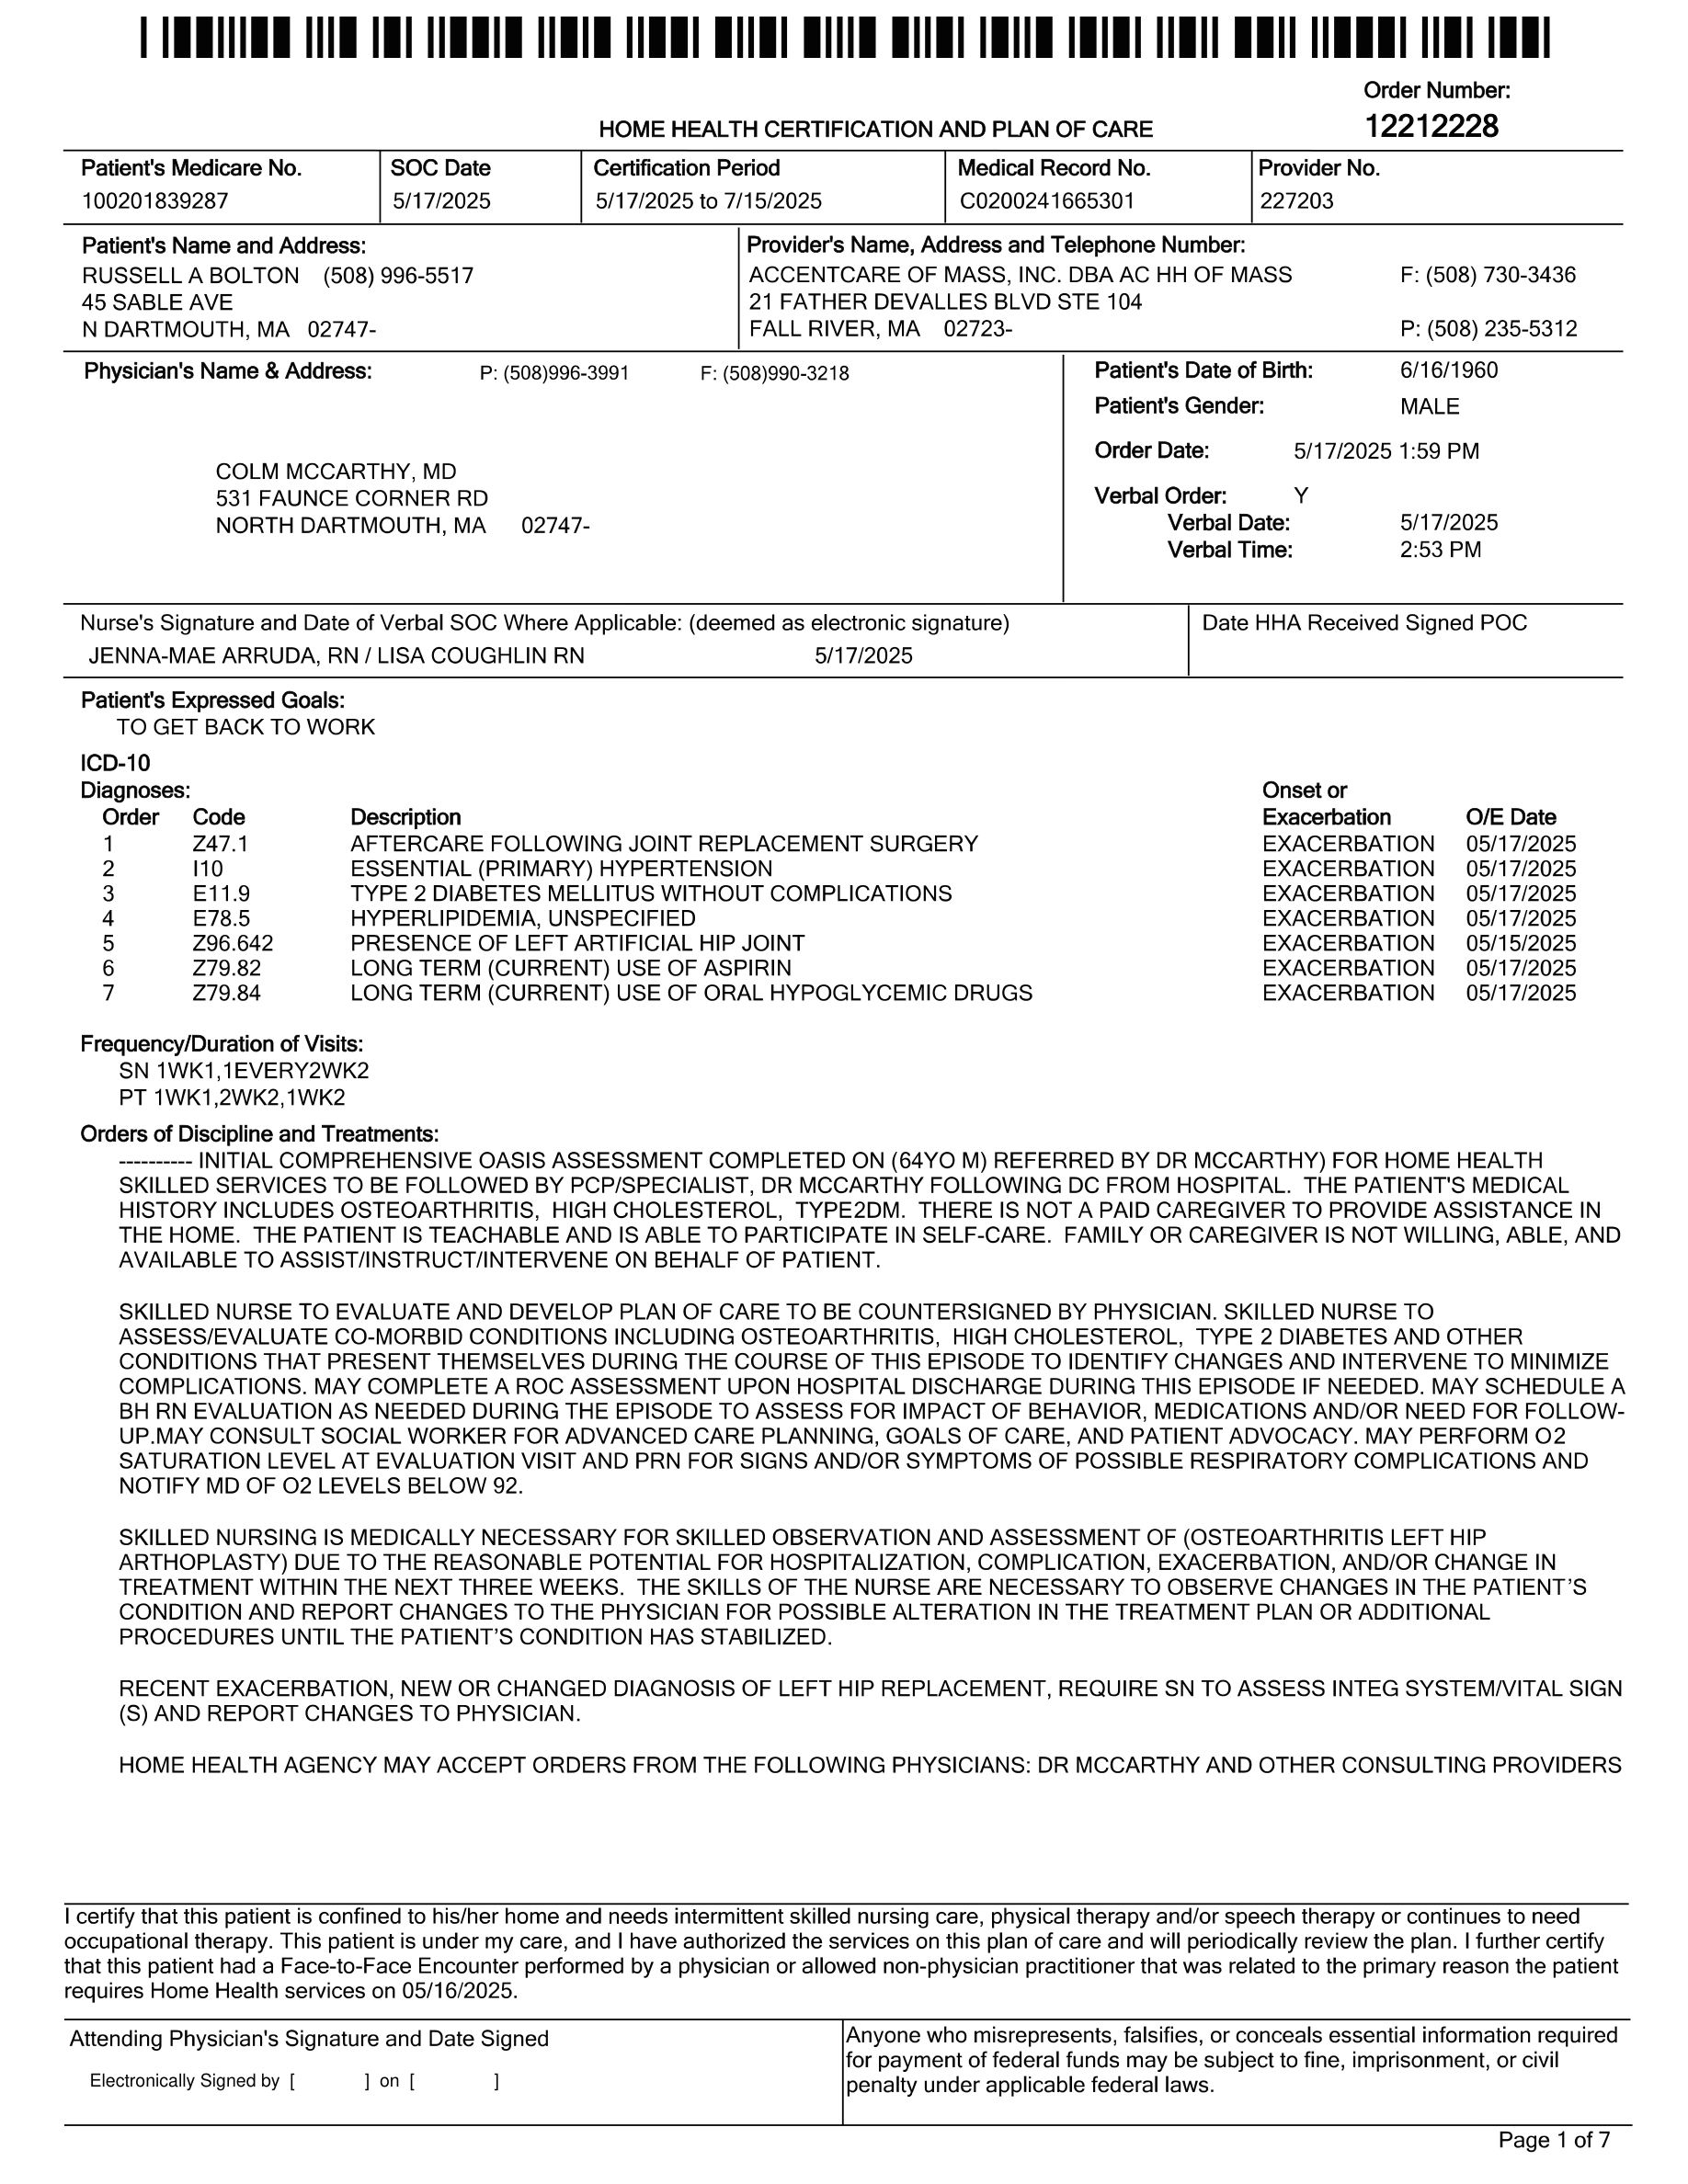 Order Number:
HOME HEALTH CERTIFICATION AND PLAN OF CARE 12212228
Patient's Medicare No. SOC Date Certification Period Medical Record No. Provider No.
100201839287 5/17/2025 5/17/2025 to 7/15/2025 C0200241665301 227203
Patient's Name and Address: Provider's Name, Address and Telephone Number:
RUSSELL A BOLTON (508) 996-5517 ACCENTCARE OF MASS, INC. DBA AC HH OF MASS F: (508) 730-3436
45 SABLE AVE 21 FATHER DEVALLES BLVD STE 104
N DARTMOUTH, MA 02747- FALL RIVER, MA 02723- P: (508) 235-5312
Physician's Name & Address: P: (508)996-3991 F: (508)990-3218 Patient's Date of Birth: 6/16/1960
Patient's Gender: MALE
Order Date: 5/17/2025 1:59 PM
COLM MCCARTHY, MD
531 FAUNCE CORNER RD Verbal Order: Y
NORTH DARTMOUTH, MA 02747- Verbal Date: 5/17/2025
Verbal Time: 2:53 PM
Nurse's Signature and Date of Verbal SOC Where Applicable: (deemed as electronic signature) Date HHA Received Signed POC
JENNA-MAE ARRUDA, RN / LISA COUGHLIN RN 5/17/2025
Patient's Expressed Goals:
TO GET BACK TO WORK
ICD-10
Diagnoses: Onset or
Order Code Description Exacerbation O/E Date
1 Z47.1 AFTERCARE FOLLOWING JOINT REPLACEMENT SURGERY EXACERBATION 05/17/2025
2 I10 ESSENTIAL (PRIMARY) HYPERTENSION EXACERBATION 05/17/2025
3 E11.9 TYPE 2 DIABETES MELLITUS WITHOUT COMPLICATIONS EXACERBATION 05/17/2025
4 E78.5 HYPERLIPIDEMIA, UNSPECIFIED EXACERBATION 05/17/2025
5 Z96.642 PRESENCE OF LEFT ARTIFICIAL HIP JOINT EXACERBATION 05/15/2025
6 Z79.82 LONG TERM (CURRENT) USE OF ASPIRIN EXACERBATION 05/17/2025
7 Z79.84 LONG TERM (CURRENT) USE OF ORAL HYPOGLYCEMIC DRUGS EXACERBATION 05/17/2025
Frequency/Duration of Visits:
SN 1WK1,1EVERY2WK2
PT 1WK1,2WK2,1WK2
Orders of Discipline and Treatments:
---------- INITIAL COMPREHENSIVE OASIS ASSESSMENT COMPLETED ON (64YO M) REFERRED BY DR MCCARTHY) FOR HOME HEALTH
SKILLED SERVICES TO BE FOLLOWED BY PCP/SPECIALIST, DR MCCARTHY FOLLOWING DC FROM HOSPITAL. THE PATIENT'S MEDICAL
HISTORY INCLUDES OSTEOARTHRITIS, HIGH CHOLESTEROL, TYPE2DM. THERE IS NOT A PAID CAREGIVER TO PROVIDE ASSISTANCE IN
THE HOME. THE PATIENT IS TEACHABLE AND IS ABLE TO PARTICIPATE IN SELF-CARE. FAMILY OR CAREGIVER IS NOT WILLING, ABLE, AND
AVAILABLE TO ASSIST/INSTRUCT/INTERVENE ON BEHALF OF PATIENT.
SKILLED NURSE TO EVALUATE AND DEVELOP PLAN OF CARE TO BE COUNTERSIGNED BY PHYSICIAN. SKILLED NURSE TO
ASSESS/EVALUATE CO-MORBID CONDITIONS INCLUDING OSTEOARTHRITIS, HIGH CHOLESTEROL, TYPE 2 DIABETES AND OTHER
CONDITIONS THAT PRESENT THEMSELVES DURING THE COURSE OF THIS EPISODE TO IDENTIFY CHANGES AND INTERVENE TO MINIMIZE
COMPLICATIONS. MAY COMPLETE A ROC ASSESSMENT UPON HOSPITAL DISCHARGE DURING THIS EPISODE IF NEEDED. MAY SCHEDULE A
BH RN EVALUATION AS NEEDED DURING THE EPISODE TO ASSESS FOR IMPACT OF BEHAVIOR, MEDICATIONS AND/OR NEED FOR FOLLOW-
UP.MAY CONSULT SOCIAL WORKER FOR ADVANCED CARE PLANNING, GOALS OF CARE, AND PATIENT ADVOCACY. MAY PERFORM O2
SATURATION LEVEL AT EVALUATION VISIT AND PRN FOR SIGNS AND/OR SYMPTOMS OF POSSIBLE RESPIRATORY COMPLICATIONS AND
NOTIFY MD OF O2 LEVELS BELOW 92.
SKILLED NURSING IS MEDICALLY NECESSARY FOR SKILLED OBSERVATION AND ASSESSMENT OF (OSTEOARTHRITIS LEFT HIP
ARTHOPLASTY) DUE TO THE REASONABLE POTENTIAL FOR HOSPITALIZATION, COMPLICATION, EXACERBATION, AND/OR CHANGE IN
TREATMENT WITHIN THE NEXT THREE WEEKS. THE SKILLS OF THE NURSE ARE NECESSARY TO OBSERVE CHANGES IN THE PATIENT’S
CONDITION AND REPORT CHANGES TO THE PHYSICIAN FOR POSSIBLE ALTERATION IN THE TREATMENT PLAN OR ADDITIONAL
PROCEDURES UNTIL THE PATIENT’S CONDITION HAS STABILIZED.
RECENT EXACERBATION, NEW OR CHANGED DIAGNOSIS OF LEFT HIP REPLACEMENT, REQUIRE SN TO ASSESS INTEG SYSTEM/VITAL SIGN
(S) AND REPORT CHANGES TO PHYSICIAN.
HOME HEALTH AGENCY MAY ACCEPT ORDERS FROM THE FOLLOWING PHYSICIANS: DR MCCARTHY AND OTHER CONSULTING PROVIDERS
I certify that this patient is confined to his/her home and needs intermittent skilled nursing care, physical therapy and/or speech therapy or continues to need
occupational therapy. This patient is under my care, and I have authorized the services on this plan of care and will periodically review the plan. I further certify
that this patient had a Face-to-Face Encounter performed by a physician or allowed non-physician practitioner that was related to the primary reason the patient
requires Home Health services on 05/16/2025.
Attending Physician's Signature and Date Signed
Electronically Signed by [ ] on [ ]
Anyone who misrepresents, falsifies, or conceals essential information required
for payment of federal funds may be subject to fine, imprisonment, or civil
penalty under applicable federal laws.
Page 1 of 7